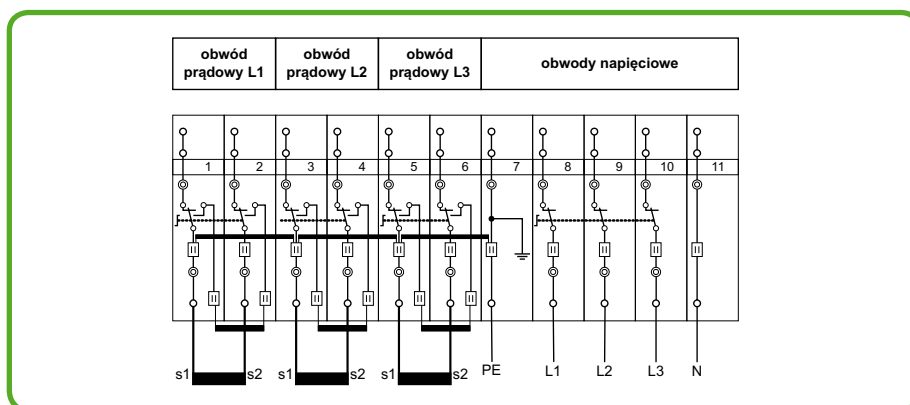 obwód prądowy L1
obwód prądowy L2
obwód prądowy L3
obwody napięciowe
1 2 3 4 5 6 7 8 9 10 11
s1 s2 s1 s2 s1 s2 PE L1 L2 L3 N